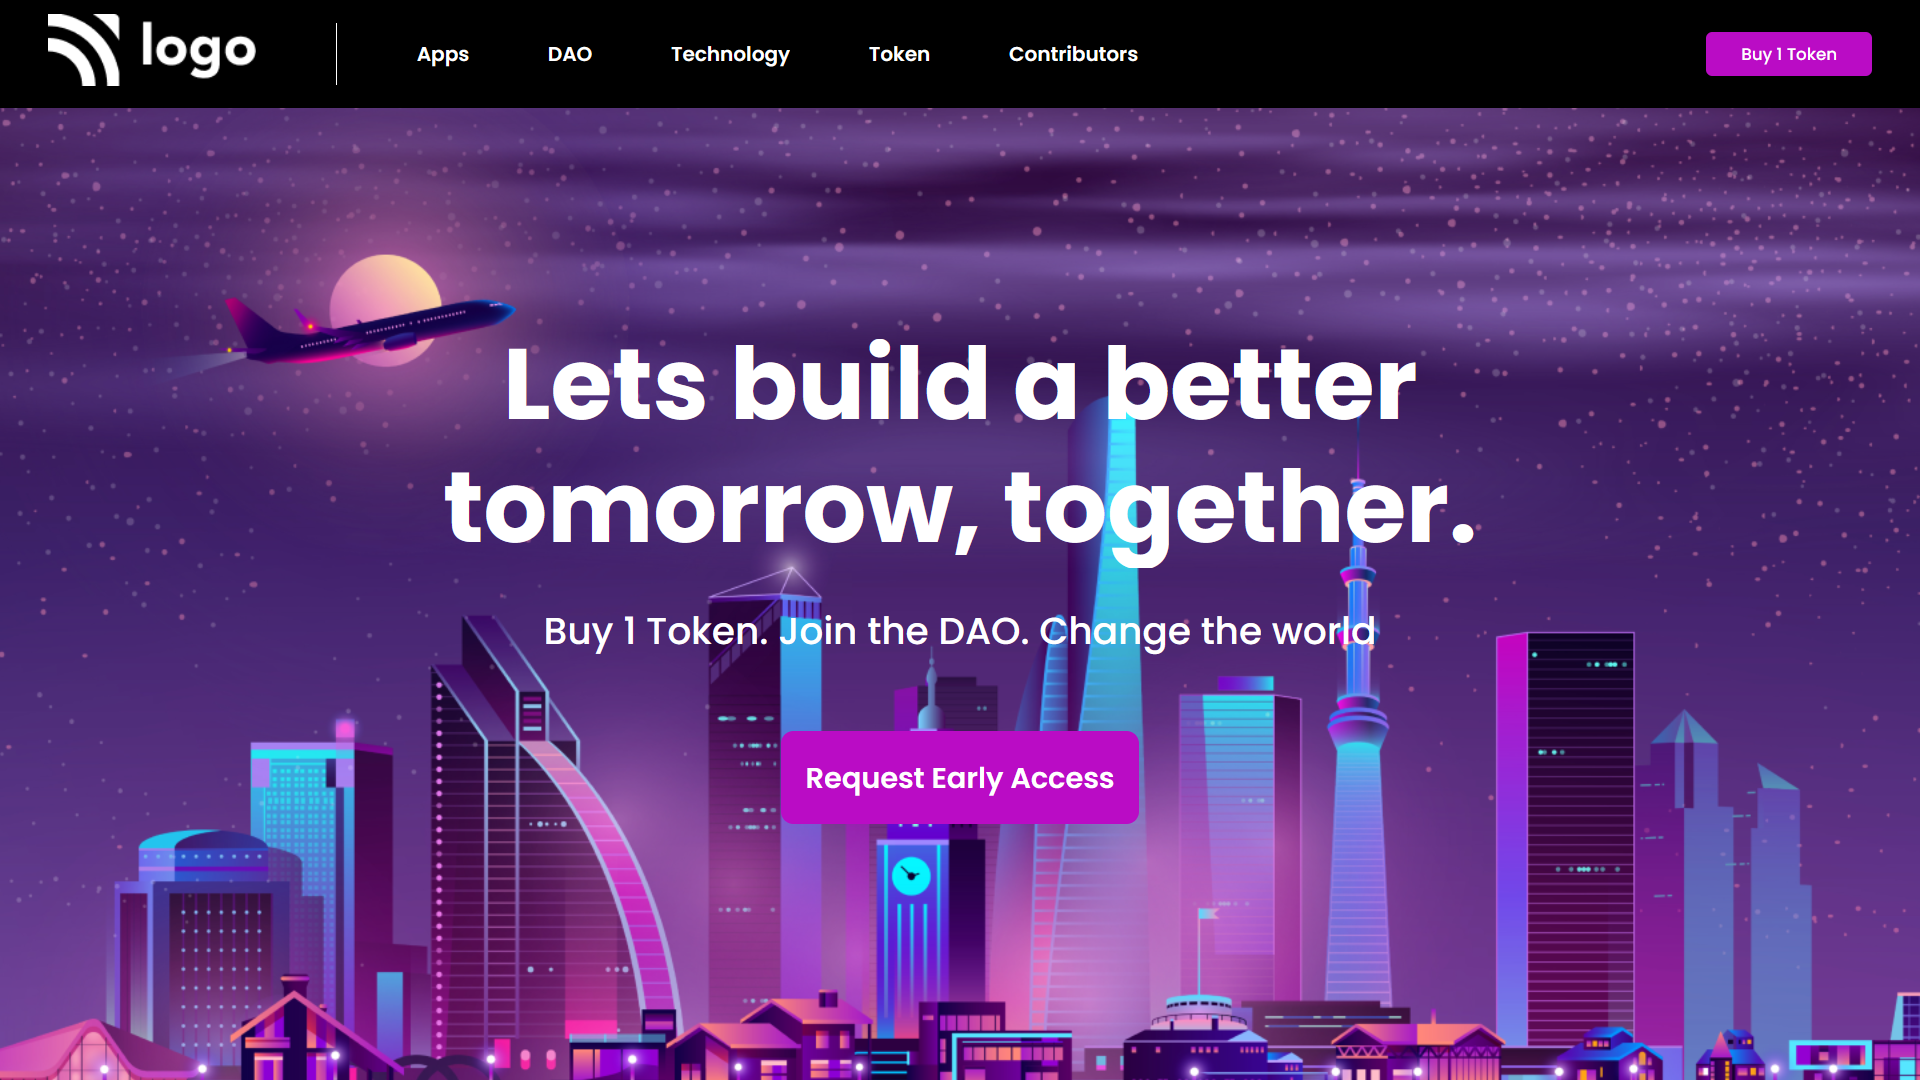 logo
Apps
DAO
Technology
Token
Contributors
Buy 1 Token
Lets build a better
tomorrow, together.
Buy 1 Token. Join the DAO. Change the world
Request Early Access